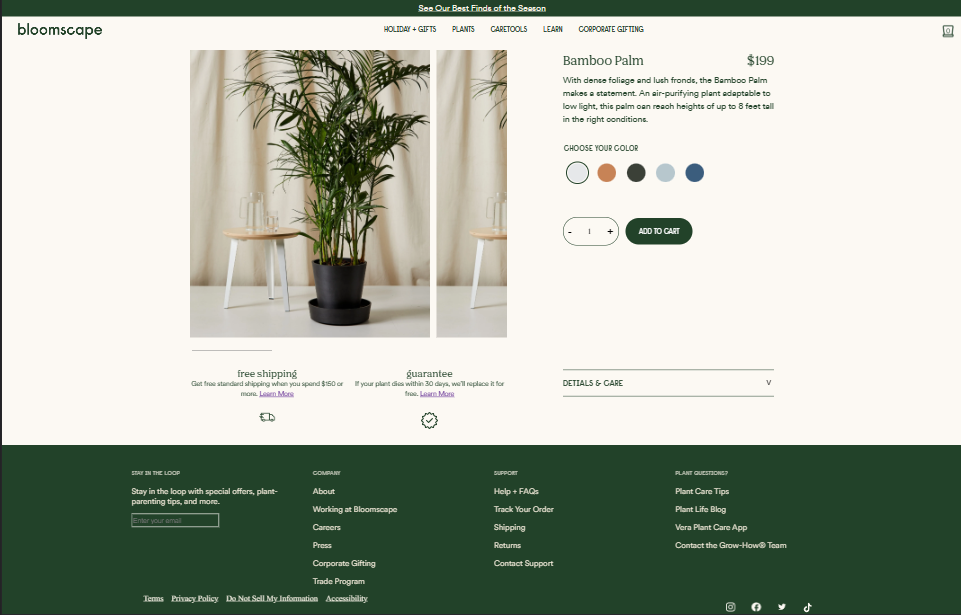 See Our Best Finds of the Season
bloomscape
HOLIDAY + GIFTS PLANTS CARETOOLS LEARN CORPORATE GIFTING
0
Bamboo Palm $199
With dense foliage and lush fronds, the Bamboo Palm
makes a statement. An air-purifying plant adaptable to
low light, this palm can reach heights of up to 8 feet tall
in the right conditions.
CHOOSE YOUR COLOR
- 1 + ADD TO CART
free shipping
Get free standard shipping when you spend $150 or
more. Learn More
guarantee
If your plant dies within 30 days, we'll replace it for
free. Learn More
DETIALS & CARE V
STAY IN THE LOOP
Stay in the loop with special offers, plant-
parenting tips, and more.
Enter your email
COMPANY
About
Working at Bloomscape
Careers
Press
Corporate Gifting
Trade Program
SUPPORT
Help + FAQs
Track Your Order
Shipping
Returns
Contact Support
PLANT QUESTIONS?
Plant Care Tips
Plant Life Blog
Vera Plant Care App
Contact the Grow-How® Team
Terms Privacy Policy Do Not Sell My Information Accessibility